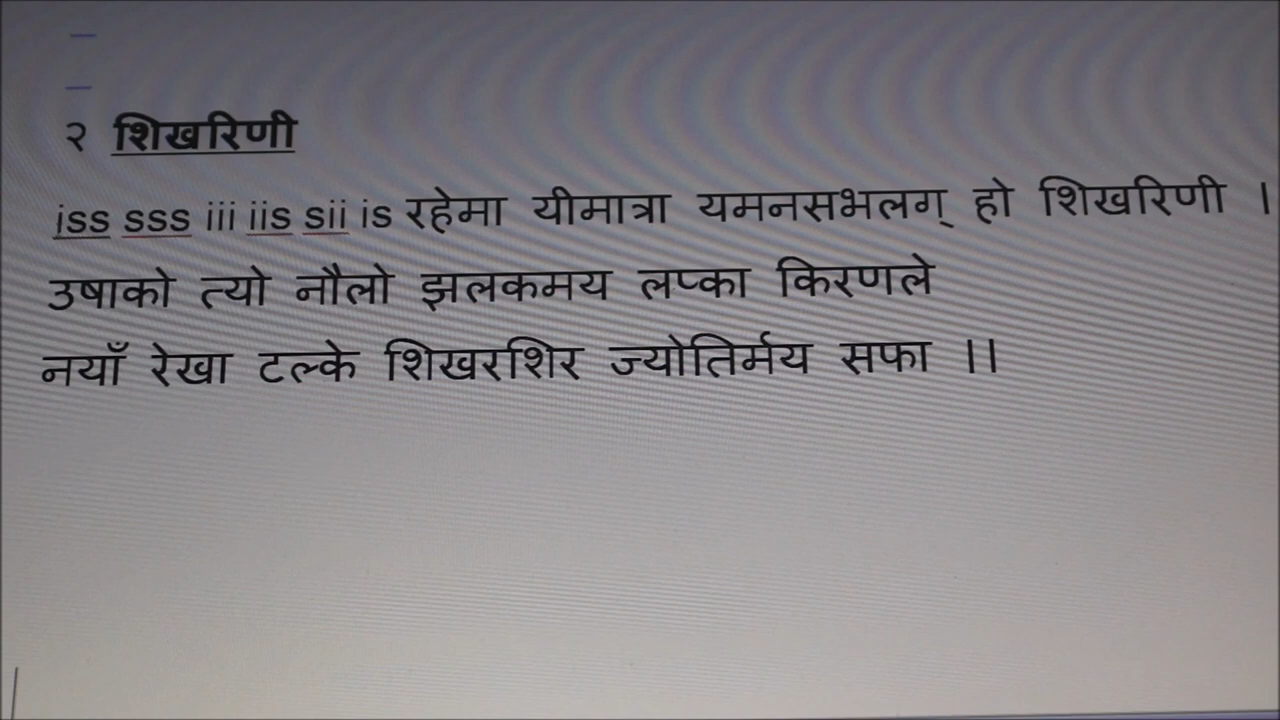 २ शिखरिणी
iss sss iii iis sii is रहेमा यीमात्रा यमनसभलग् हो शिखरिणी ।
उषाको त्यो नौलो झलकमय लप्का किरणले
नयाँ रेखा टल्के शिखरशिर ज्योतिर्मय सफा ।।